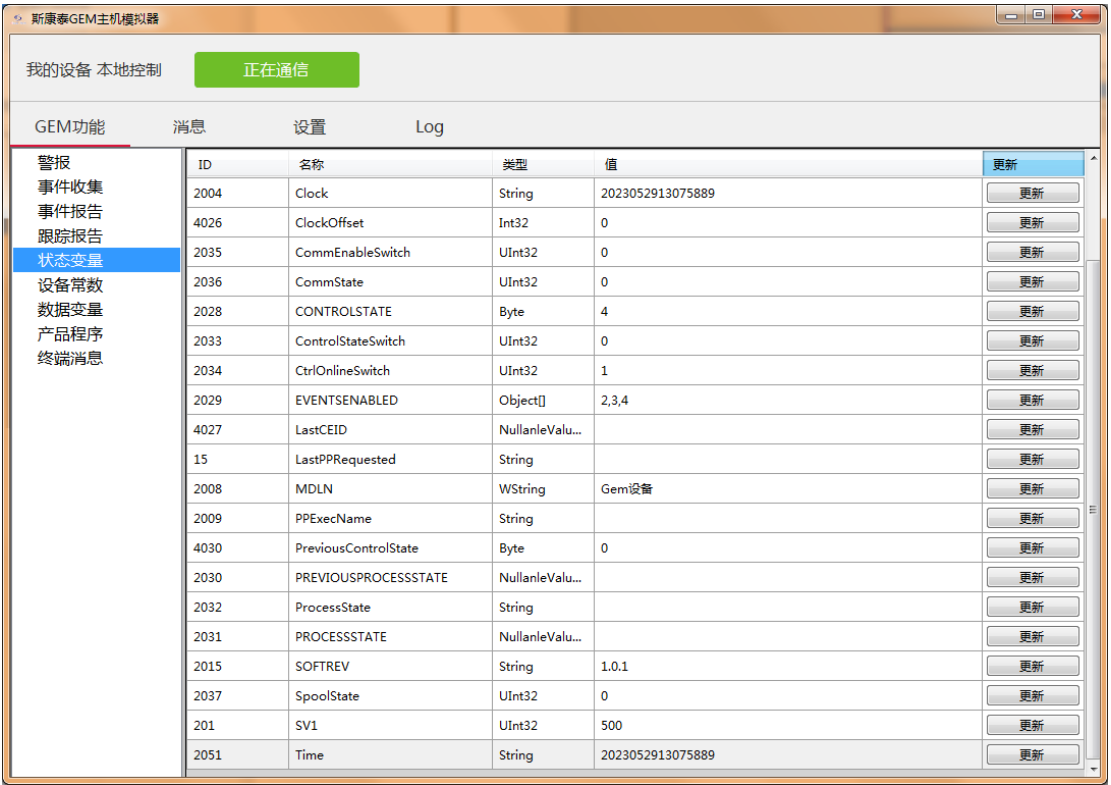 斯康泰GEM主机模拟器
我的设备 本地控制 正在通信
GEM功能 消息 设置 Log
警报
事件收集
事件报告
跟踪报告
状态变量
设备常数
数据变量
产品程序
终端消息
ID 名称 类型 值 更新
2004 Clock String 2023052913075889 更新
4026 ClockOffset Int32 0 更新
2035 CommEnableSwitch UInt32 0 更新
2036 CommState UInt32 0 更新
2028 CONTROLSTATE Byte 4 更新
2033 ControlStateSwitch UInt32 0 更新
2034 CtrlOnlineSwitch UInt32 1 更新
2029 EVENTSENABLED Object[] 2,3,4 更新
4027 LastCEID NullanleValu... 更新
15 LastPPRequested String 更新
2008 MDLN WString Gem设备 更新
2009 PPExecName String 更新
4030 PreviousControlState Byte 0 更新
2030 PREVIOUSPROCESSSTATE NullanleValu... 更新
2032 ProcessState String 更新
2031 PROCESSSTATE NullanleValu... 更新
2015 SOFTREV String 1.0.1 更新
2037 SpoolState UInt32 0 更新
201 SV1 UInt32 500 更新
2051 Time String 2023052913075889 更新